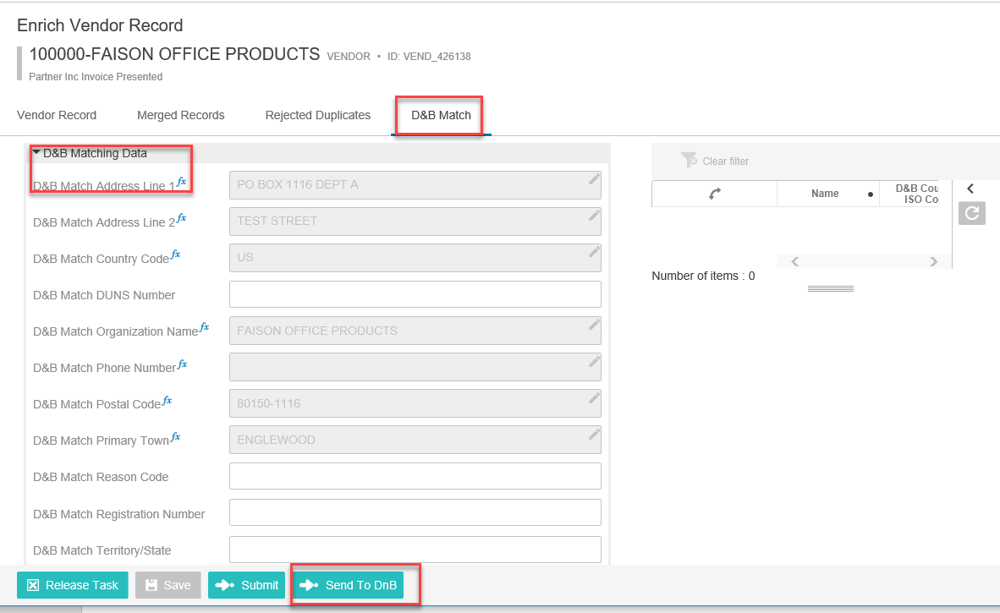 Enrich Vendor Record
100000-FAISON OFFICE PRODUCTS VENDOR • ID: VEND_426138
Partner Inc Invoice Presented
Vendor Record Merged Records Rejected Duplicates D&B Match
D&B Matching Data
D&B Match Address Line 1 fx PO BOX 1116 DEPT A
D&B Match Address Line 2 fx TEST STREET
D&B Match Country Code fx US
D&B Match DUNS Number
D&B Match Organization Name fx FAISON OFFICE PRODUCTS
D&B Match Phone Number fx
D&B Match Postal Code fx 80150-1116
D&B Match Primary Town fx ENGLEWOOD
D&B Match Reason Code
D&B Match Registration Number
D&B Match Territory/State
Clear filter
Name D&B Cou
ISO Co
Number of items : 0
Release Task Save Submit Send To DnB